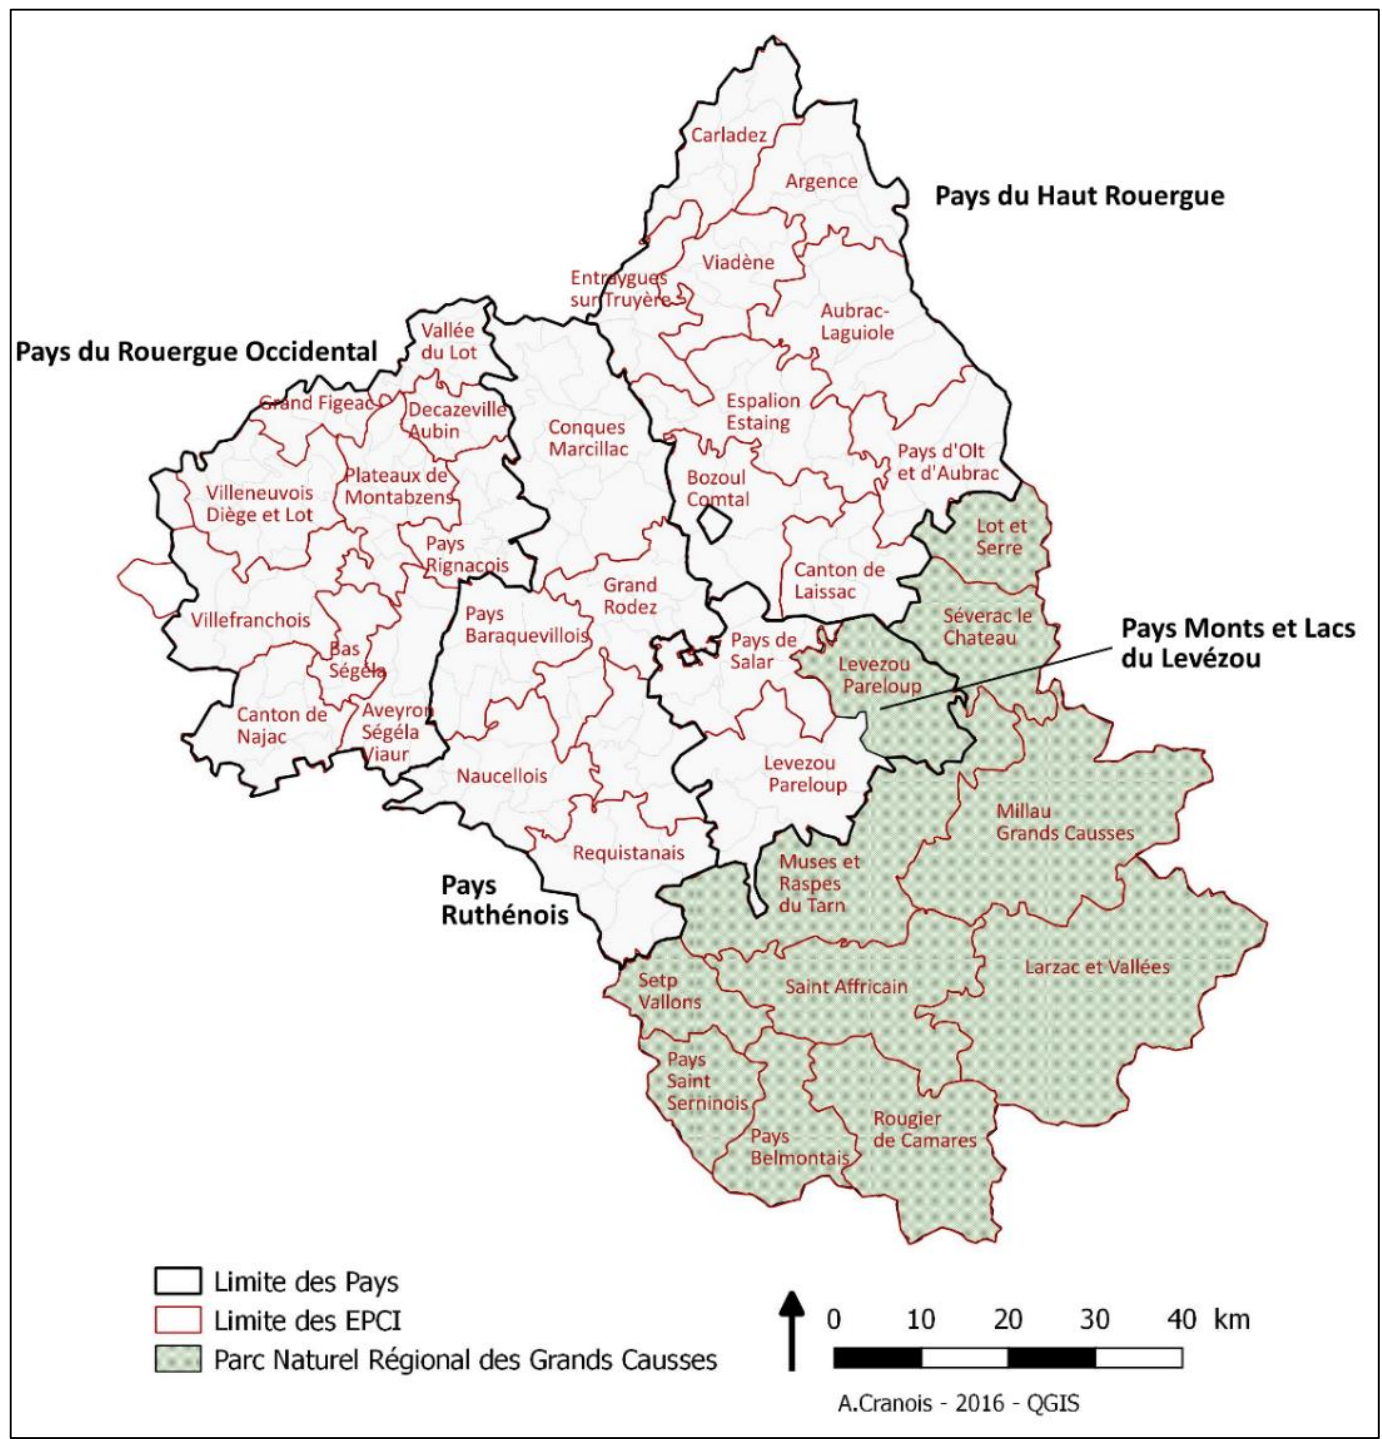 Carladez
Argence
Pays du Haut Rouergue
Viadène
Entraygues
sur Truyère
Aubrac-
Laguiole
Vallée
du Lot
Pays du Rouergue Occidental
Grand Figeac
Decazeville
Aubin
Espalion
Estaing
Conques
Marcillac
Pays d'Olt
et d'Aubrac
Plateaux de
Montabzens
Bozoul
Comtal
Villeneuvois
Diège et Lot
Lot et
Serre
Pays
Rignacois
Canton de
Laissac
Grand
Rodez
Villefranchois
Pays
Baraquevillois
Séverac le
Chateau
Pays Monts et Lacs
du Levézou
Bas
Ségéla
Pays de
Salar
Levezou
Pareloup
Canton de
Najac
Aveyron
Ségéla
Viaur
Naucellois
Levezou
Pareloup
Millau
Grands Causses
Requistanais
Muses et
Raspes
du Tarn
Pays
Ruthénois
Larzac et Vallées
Setp
Vallons
Saint Affricain
Pays
Saint
Serninois
Rougier
de Camares
Pays
Belmontais
Limite des Pays
Limite des EPCI
Parc Naturel Régional des Grands Causses
0 10 20 30 40 km
A.Cranois - 2016 - QGIS